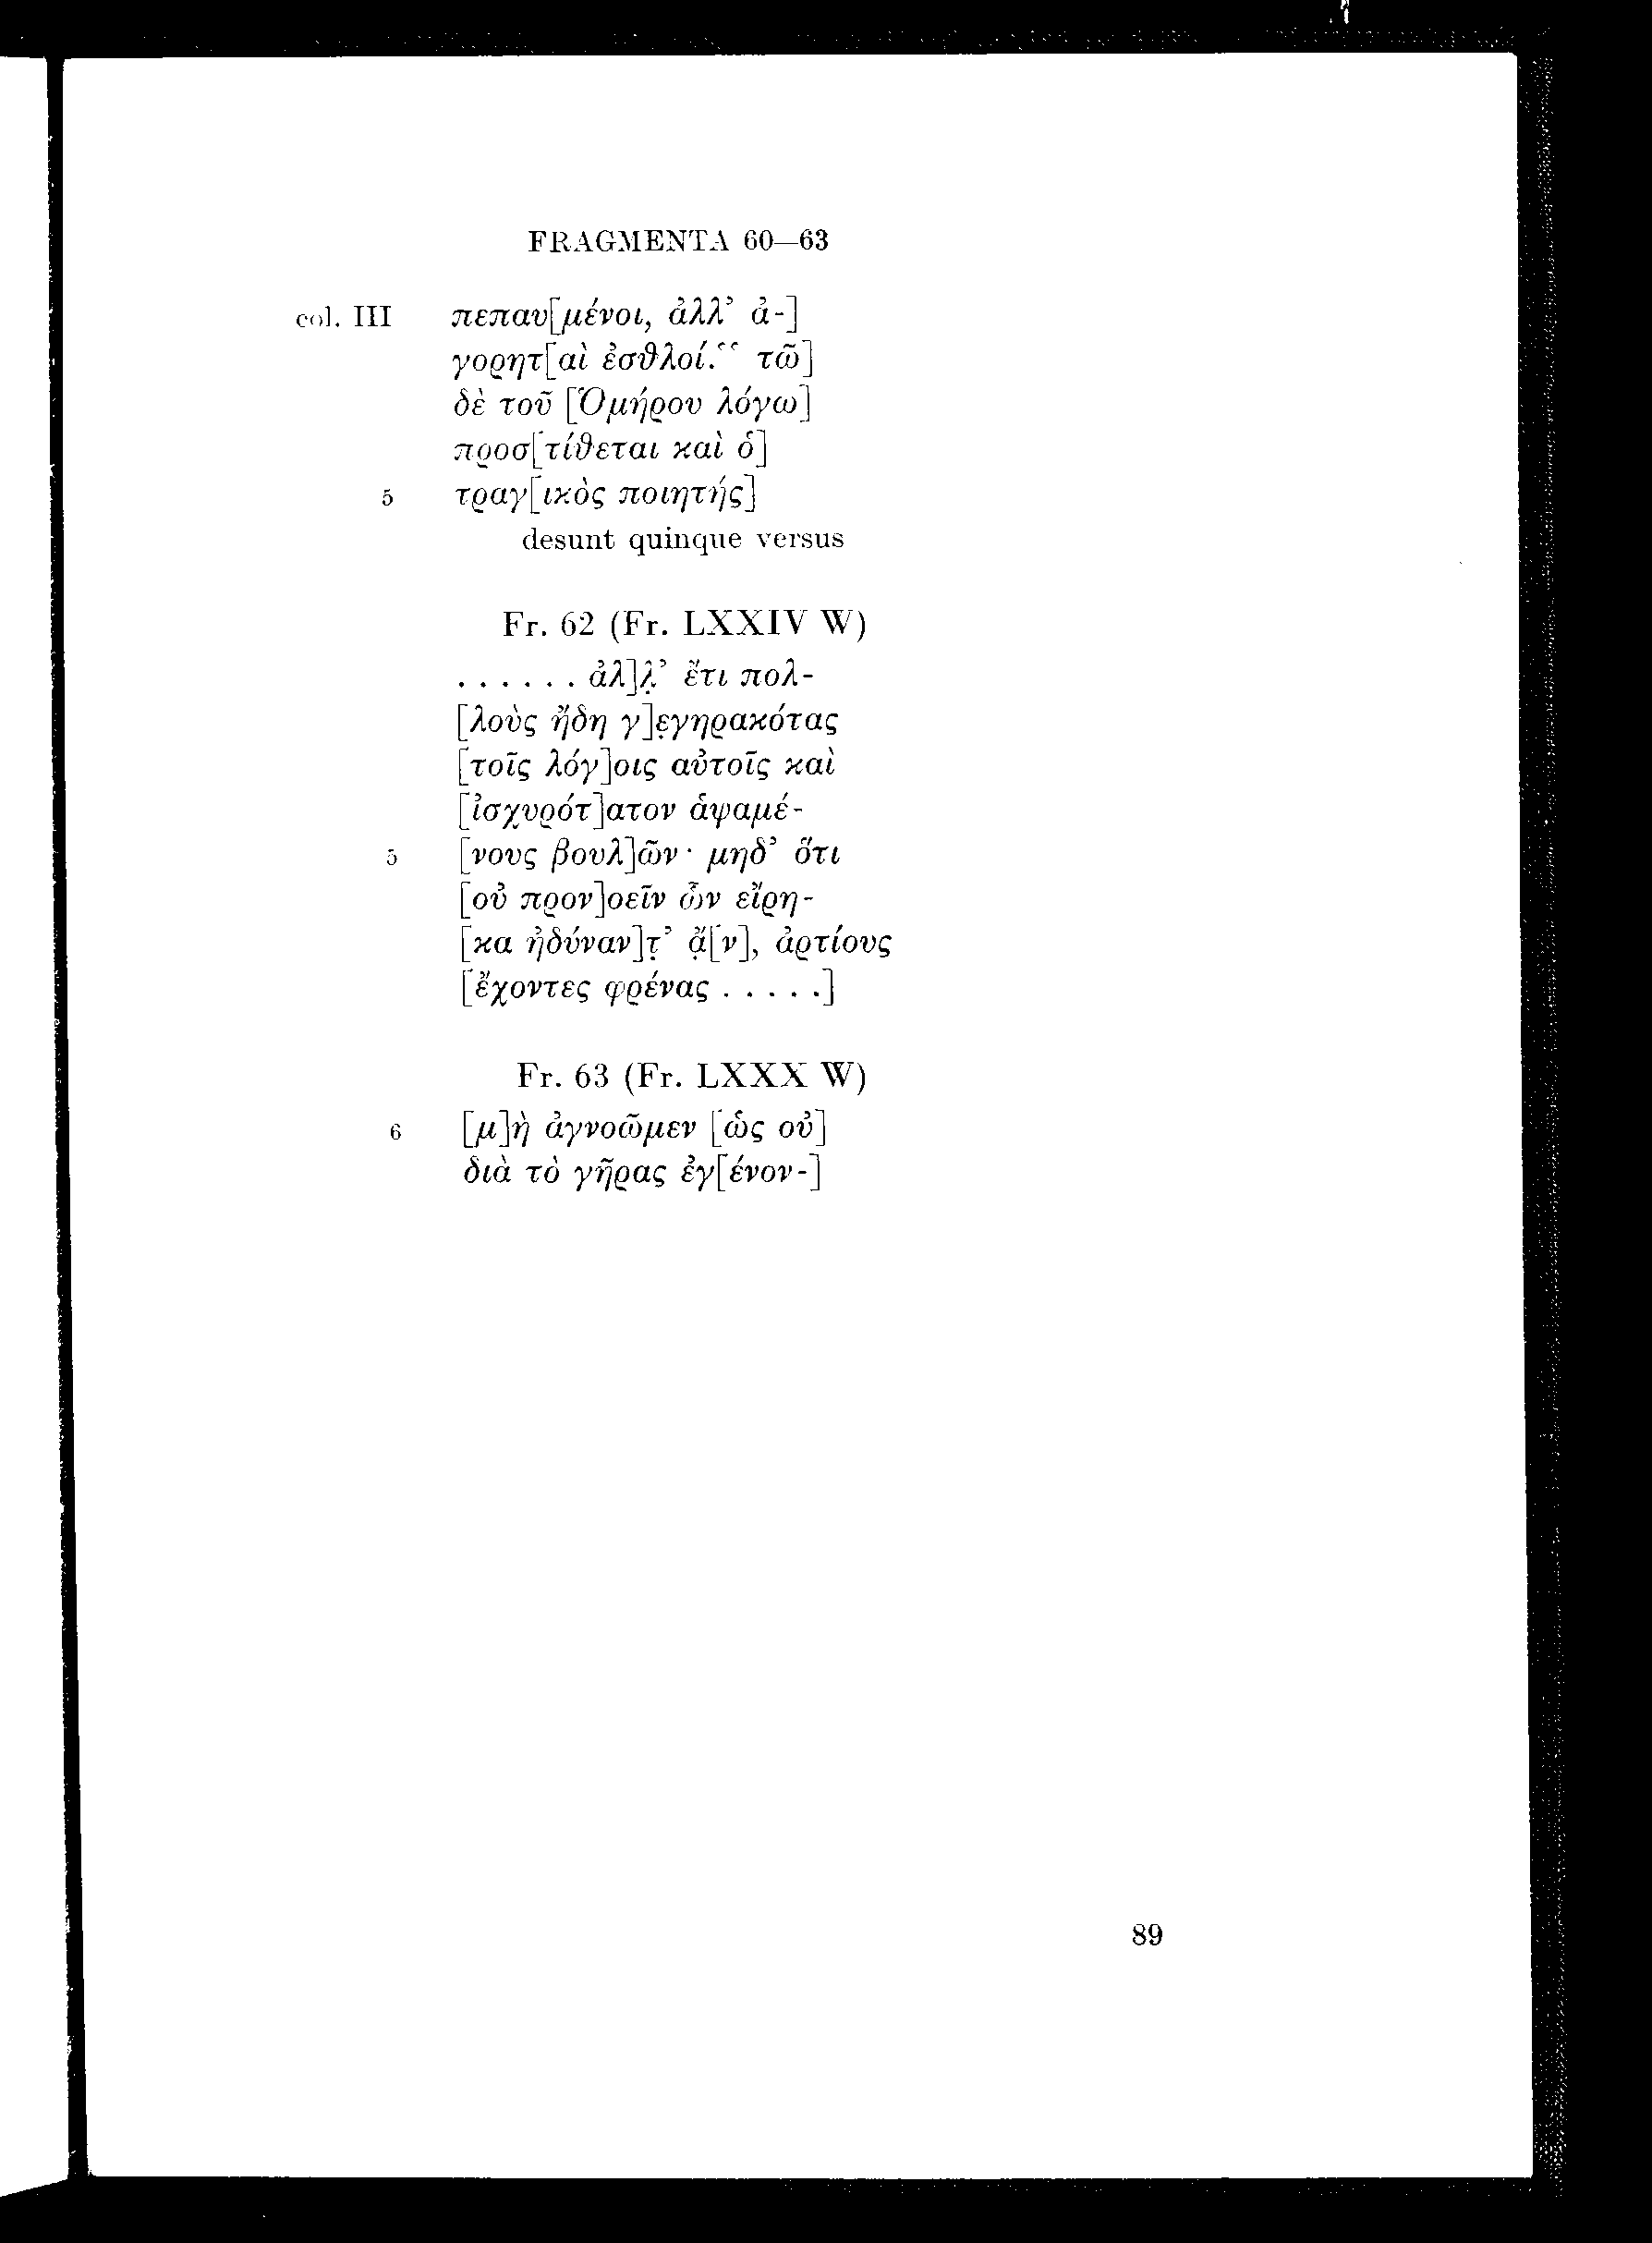 FRAGMENTA 60—63
col. III πεπαυ[μένοι, ἀλλ’ ἀ-]
γορητ[αὶ ἐσθλοί.“ τῶ]
δὲ τοῦ [Ὁμήρου λόγω]
προσ[τίθεται καὶ ὁ]
5 τραγ[ικὸς ποιητής]
desunt quinque versus
Fr. 62 (Fr. LXXIV W)
. . . . . . ἀλ]λ̣’ ἔτι πολ-
[λοὺς ἤδη γ]ε̣γηρακότας
[τοῖς λόγ]οις αὐτοῖς καὶ
[ἰσχυρότ]ατον ἁψαμέ-
5 [νους βουλ]ῶν· μηδ’ ὅτι
[οὐ προν]οεῖν ὧν εἴρη-
[κα ἠδύναν]τ̣’ ἄ̣[ν], ἀρτίους
[ἔχοντες φρένας . . . . .]
Fr. 63 (Fr. LXXX W)
6 [μ]ὴ ἀγνοῶμεν [ὡς οὐ]
διὰ τὸ γῆρας ἐγ[ένον-]
89